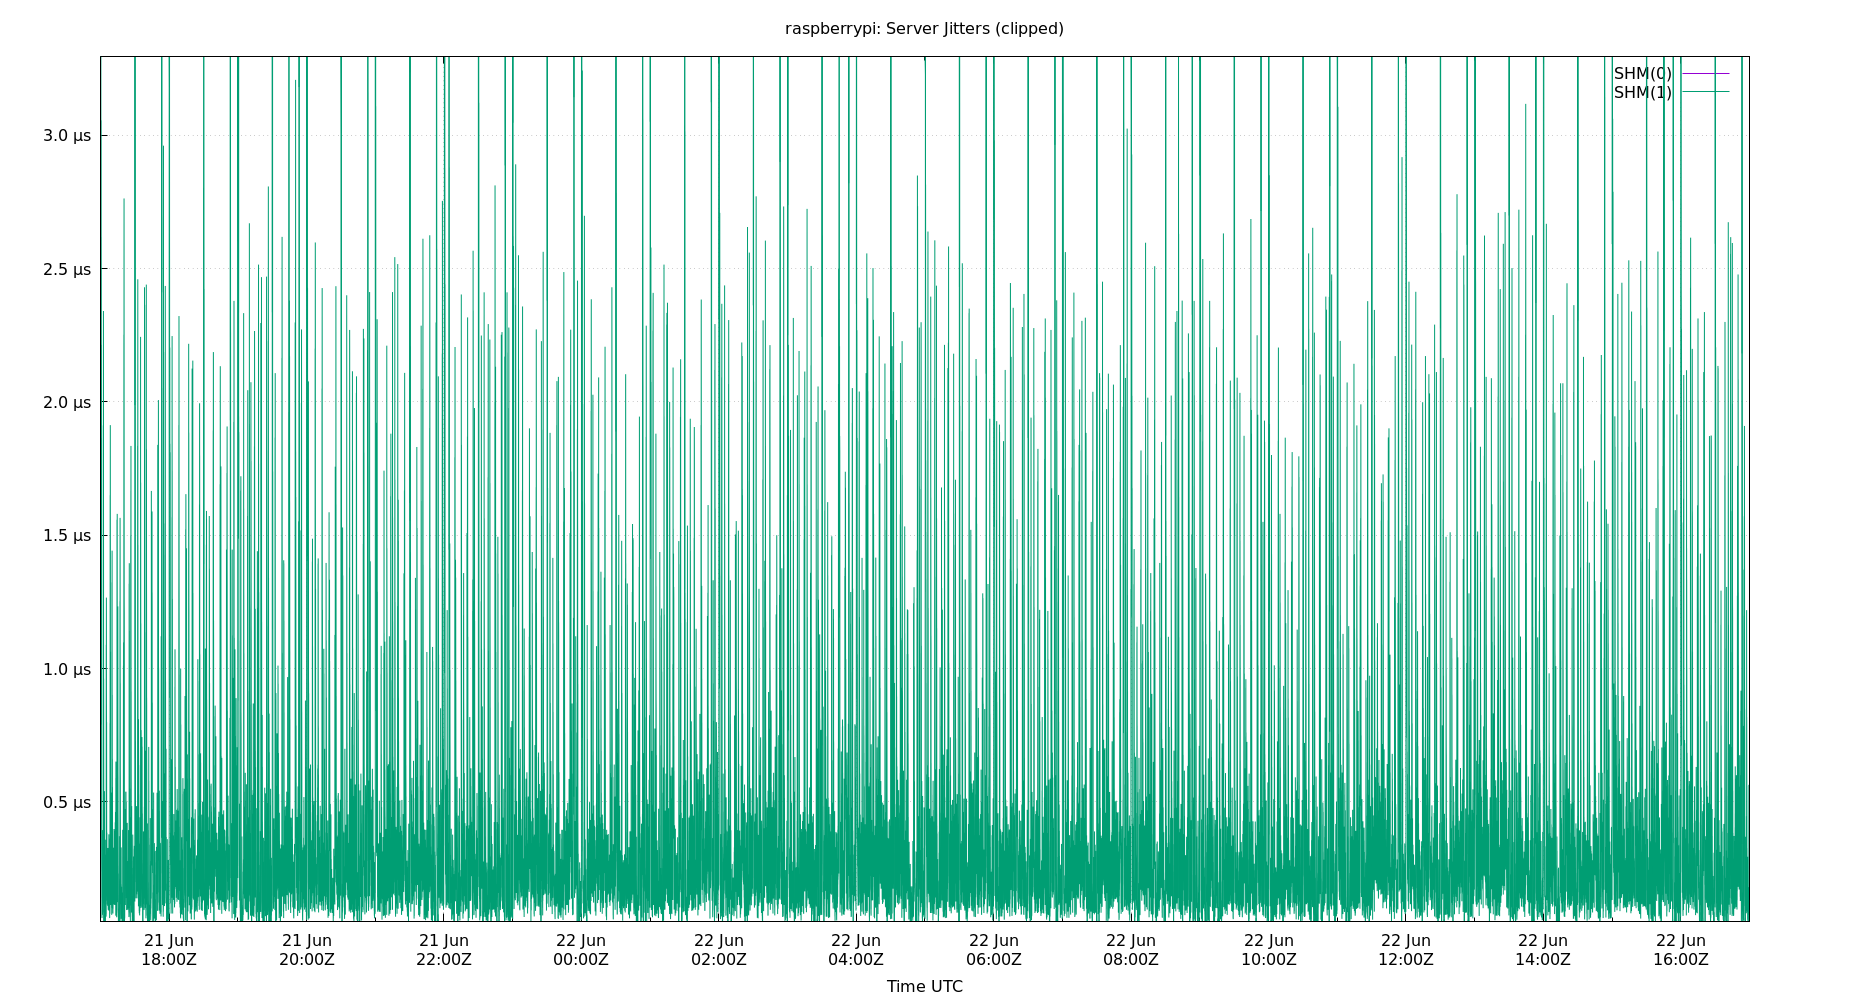 raspberrypi: Server Jitters (clipped)
SHM(0)
SHM(1)
3.0 µs
2.5 µs
2.0 µs
1.5 µs
1.0 µs
0.5 µs
21 Jun 21 Jun 21 Jun 22 Jun 22 Jun 22 Jun 22 Jun 22 Jun 22 Jun 22 Jun 22 Jun 22 Jun
18:00Z 20:00Z 22:00Z 00:00Z 02:00Z 04:00Z 06:00Z 08:00Z 10:00Z 12:00Z 14:00Z 16:00Z
Time UTC